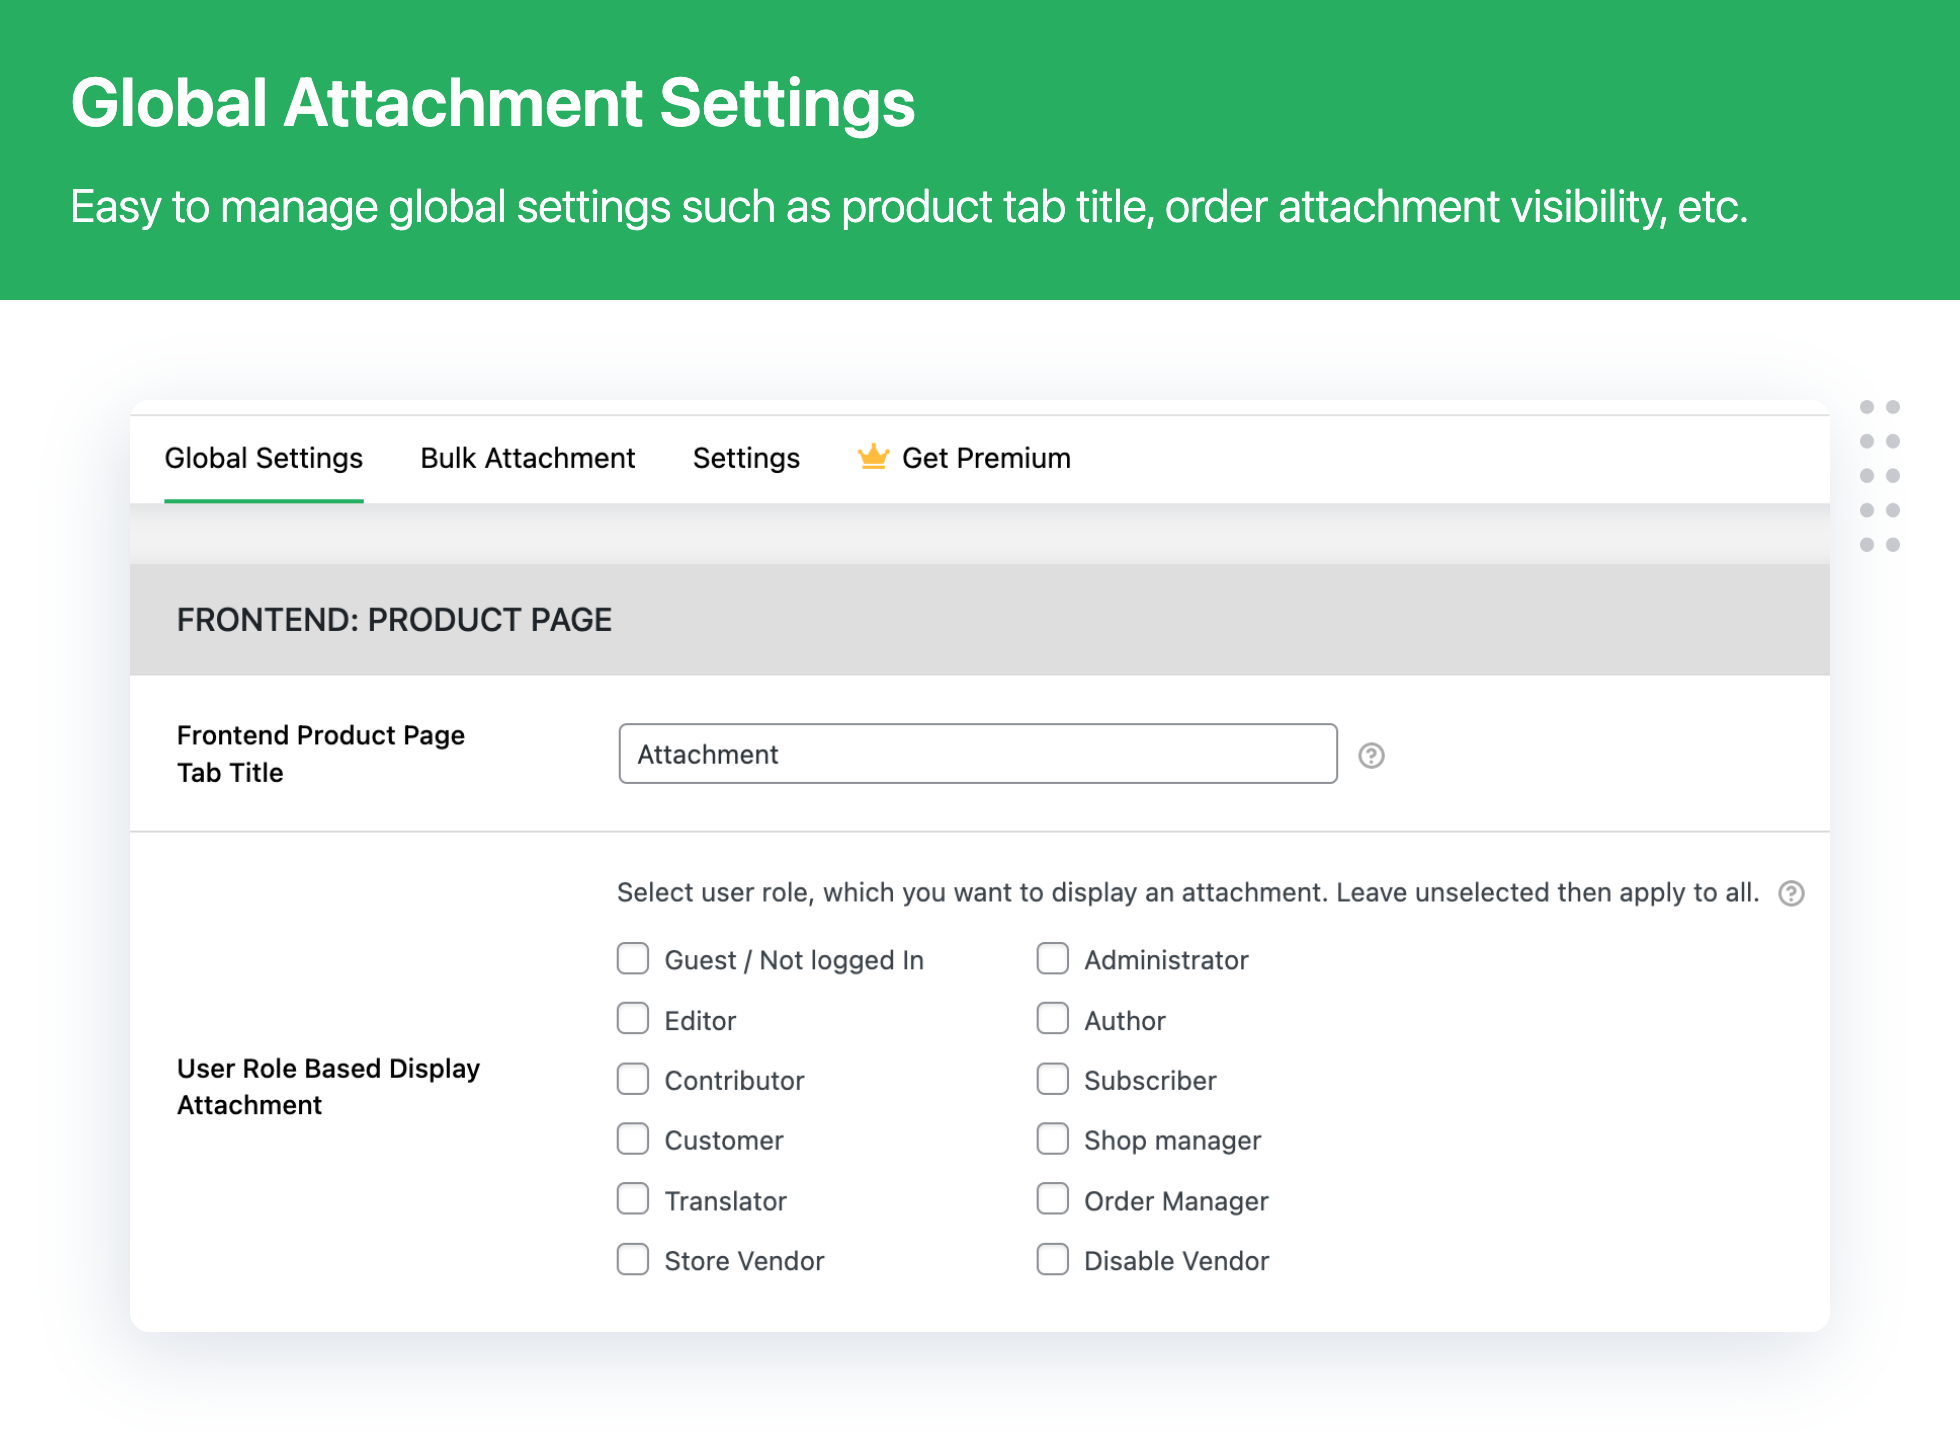 Global Attachment Settings
Easy to manage global settings such as product tab title, order attachment visibility, etc.
Global Settings Bulk Attachment Settings Get Premium
FRONTEND: PRODUCT PAGE
Frontend Product Page
Tab Title
Attachment
?
Select user role, which you want to display an attachment. Leave unselected then apply to all. ?
User Role Based Display
Attachment
Guest / Not logged In Administrator
Editor Author
Contributor Subscriber
Customer Shop manager
Translator Order Manager
Store Vendor Disable Vendor